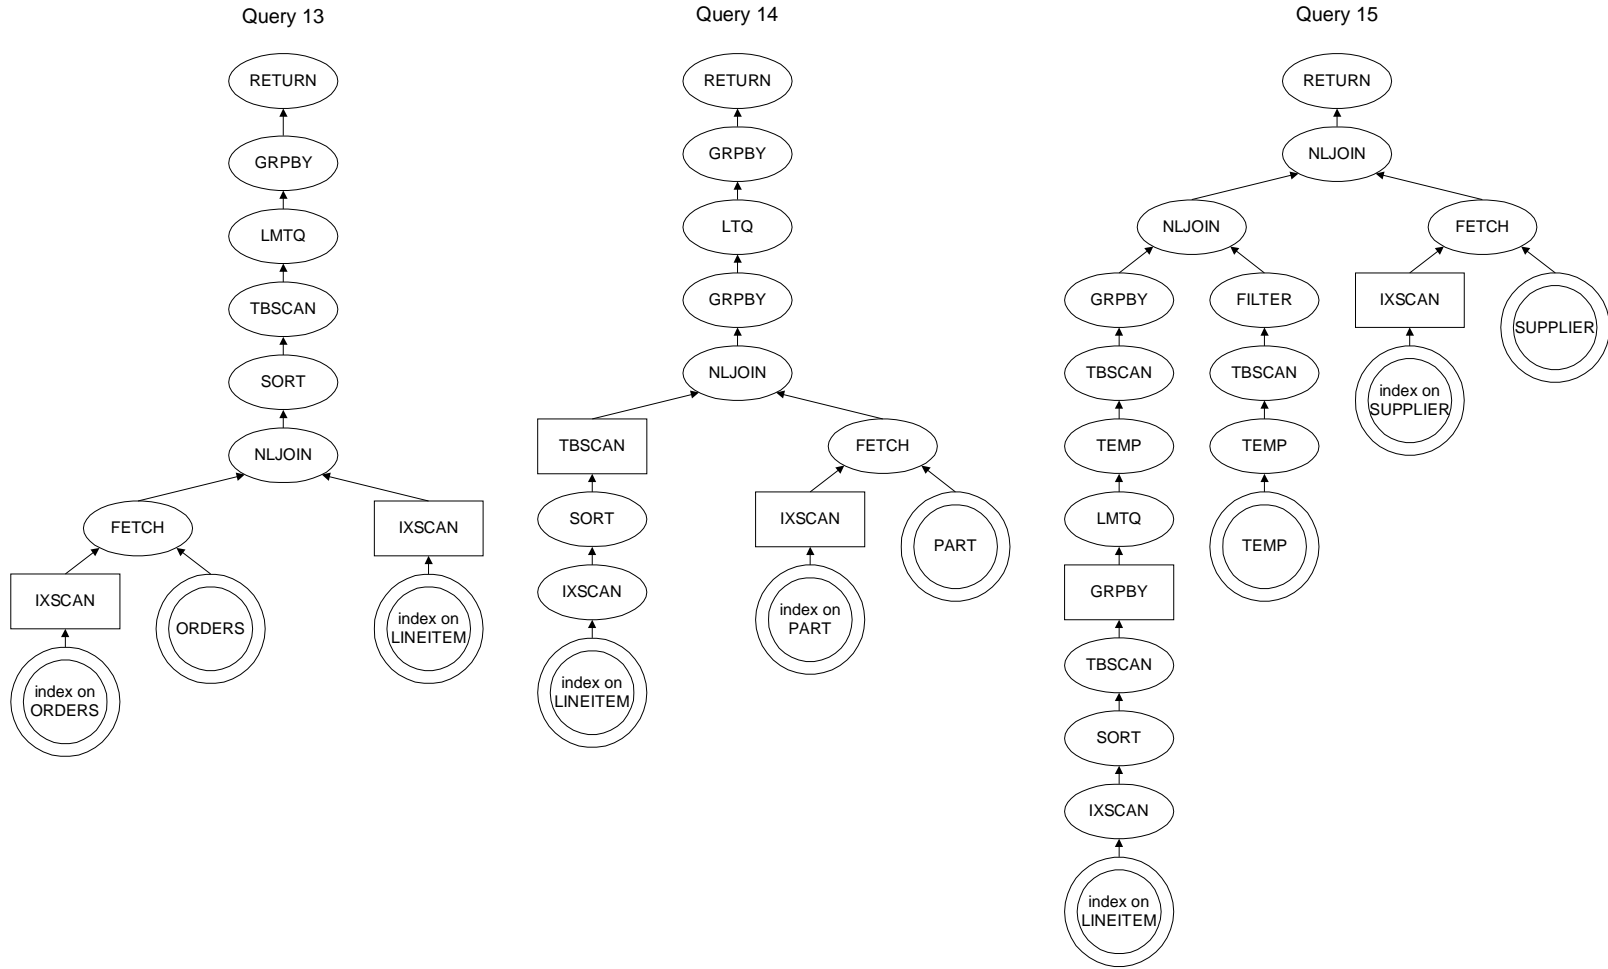 Query 13
RETURN
GRPBY
LMTQ
TBSCAN
SORT
NLJOIN
FETCH
IXSCAN
IXSCAN
ORDERS
index on
LINEITEM
index on
ORDERS
Query 14
RETURN
GRPBY
LTQ
GRPBY
NLJOIN
TBSCAN
FETCH
SORT
IXSCAN
PART
IXSCAN
index on
PART
index on
LINEITEM
Query 15
RETURN
NLJOIN
NLJOIN
FETCH
GRPBY
FILTER
IXSCAN
SUPPLIER
TBSCAN
TBSCAN
index on
SUPPLIER
TEMP
TEMP
LMTQ
TEMP
GRPBY
TBSCAN
SORT
IXSCAN
index on
LINEITEM